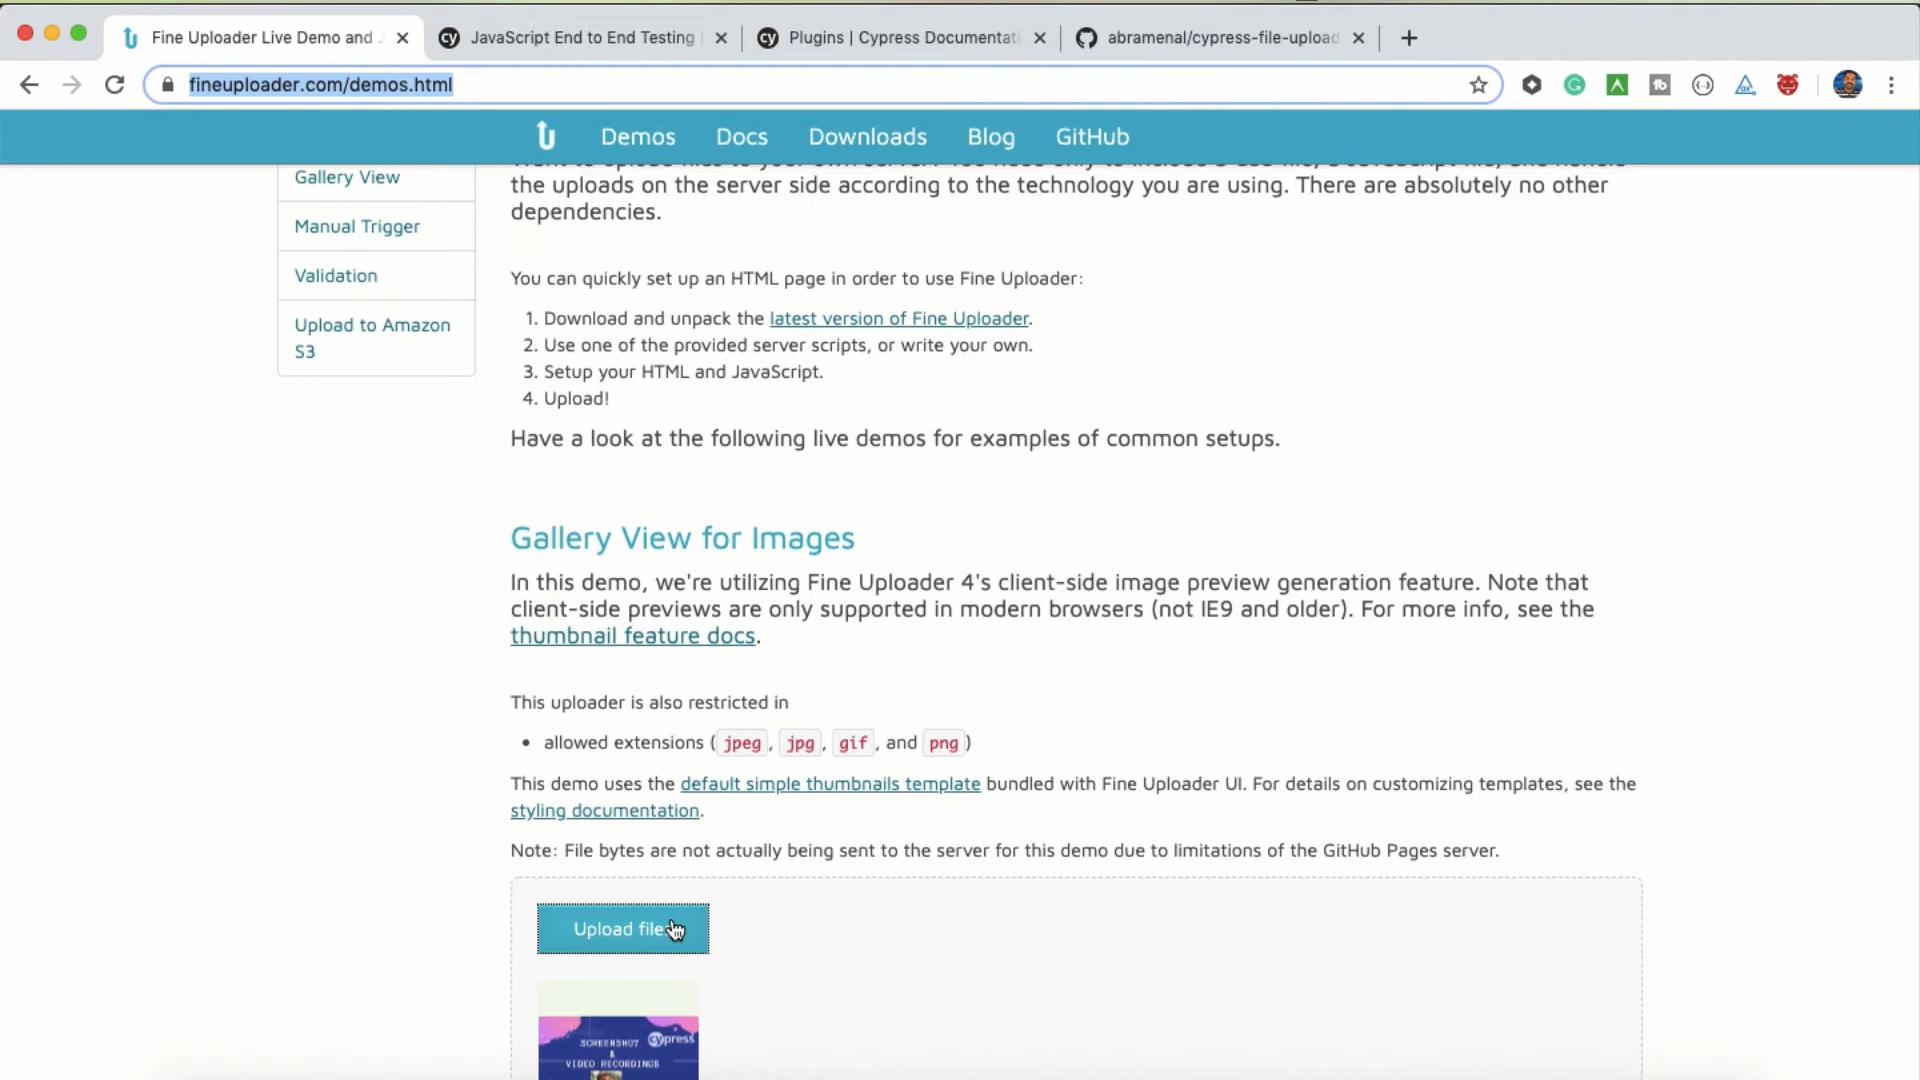 Fine Uploader Live Demo and
JavaScript End to End Testing
Plugins | Cypress Documentati
abramenal/cypress-file-upload
fineuploader.com/demos.html
Demos
Docs
Downloads
Blog
GitHub
Gallery View
Manual Trigger
Validation
Upload to Amazon
S3
the uploads on the server side according to the technology you are using. There are absolutely no other
dependencies.
You can quickly set up an HTML page in order to use Fine Uploader:
1. Download and unpack the latest version of Fine Uploader.
2. Use one of the provided server scripts, or write your own.
3. Setup your HTML and JavaScript.
4. Upload!
Have a look at the following live demos for examples of common setups.
Gallery View for Images
In this demo, we're utilizing Fine Uploader 4's client-side image preview generation feature. Note that
client-side previews are only supported in modern browsers (not IE9 and older). For more info, see the
thumbnail feature docs.
This uploader is also restricted in
• allowed extensions (jpeg, jpg, gif, and png)
This demo uses the default simple thumbnails template bundled with Fine Uploader UI. For details on customizing templates, see the
styling documentation.
Note: File bytes are not actually being sent to the server for this demo due to limitations of the GitHub Pages server.
Upload file
cypress
SCREENSHOT
&
VIDEO RECORDINGS